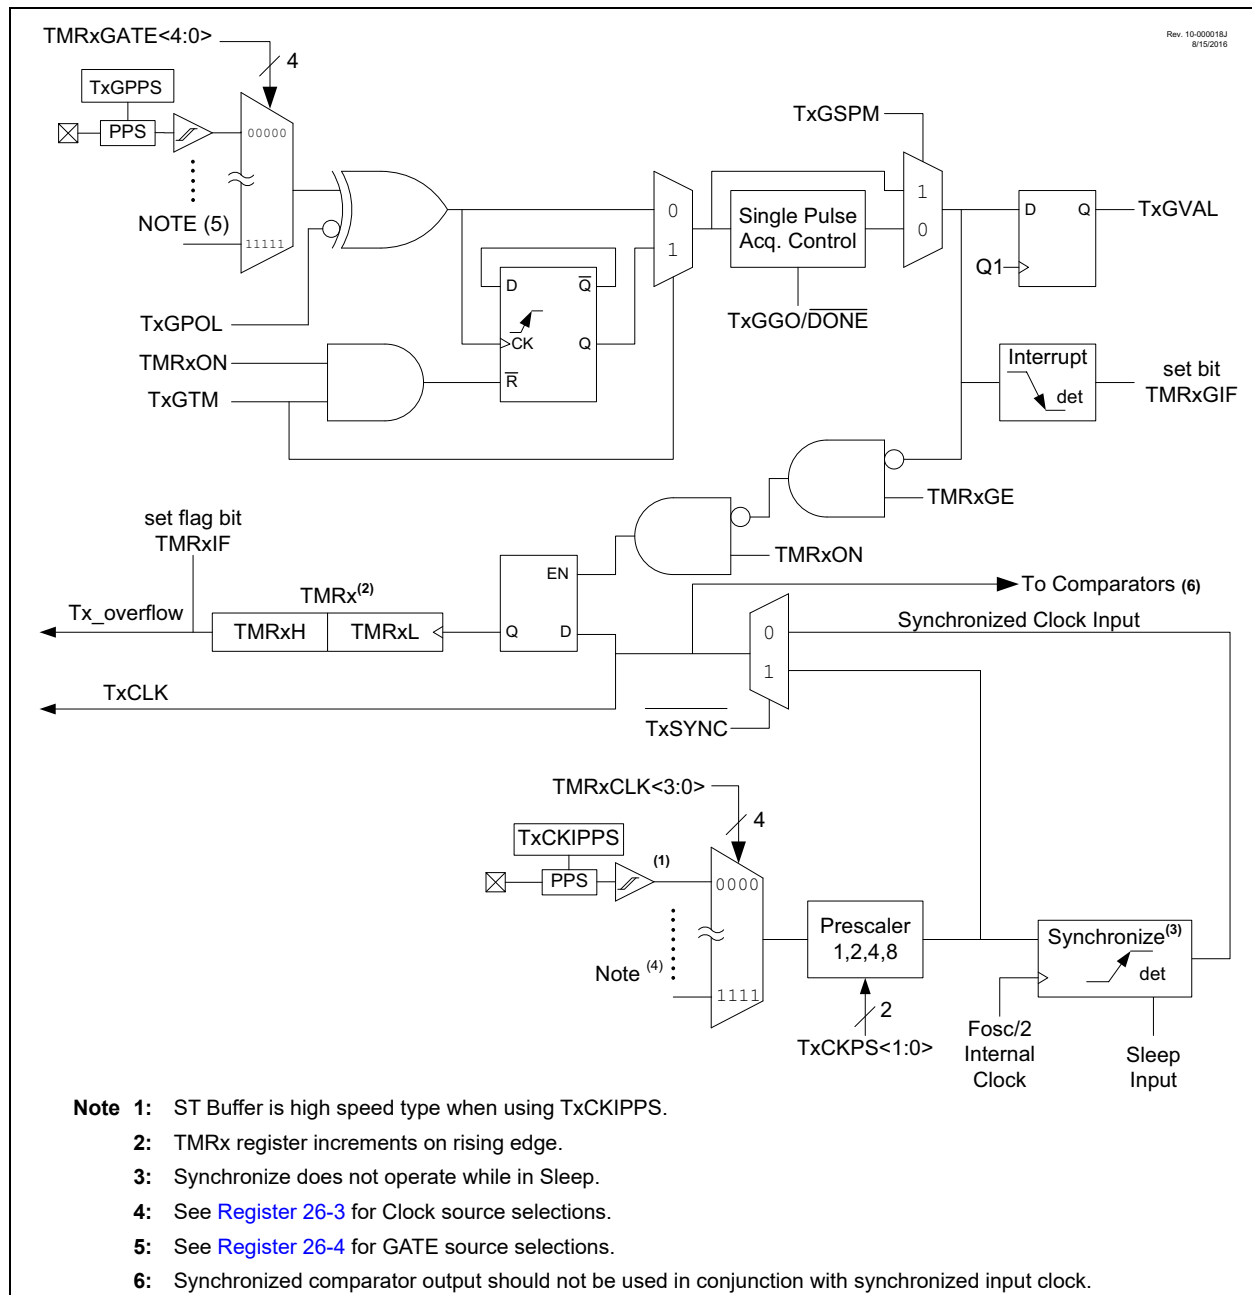 Rev. 10-000018J
8/15/2016
TMRxGATE<4:0>
4
TxGPPS
PPS
00000
NOTE (5)
11111
TxGPOL
TMRxON
TxGTM
D
Q
CK
Q
R
0
1
Single Pulse
Acq. Control
TxGGO/DONE
TxGSPM
1
0
D
Q
Q1
TxGVAL
Interrupt
det
set bit
TMRxGIF
TMRxGE
TMRxON
set flag bit
TMRxIF
Tx_overflow
TMRx(2)
TMRxH
TMRxL
EN
Q
D
TxCLK
To Comparators (6)
Synchronized Clock Input
0
1
TxSYNC
TMRxCLK<3:0>
4
TxCKIPPS
PPS
(1)
0000
Note (4)
1111
Prescaler
1,2,4,8
2
TxCKPS<1:0>
Synchronize(3)
det
Fosc/2
Internal
Clock
Sleep
Input
Note 1: ST Buffer is high speed type when using TxCKIPPS.
2: TMRx register increments on rising edge.
3: Synchronize does not operate while in Sleep.
4: See Register 26-3 for Clock source selections.
5: See Register 26-4 for GATE source selections.
6: Synchronized comparator output should not be used in conjunction with synchronized input clock.